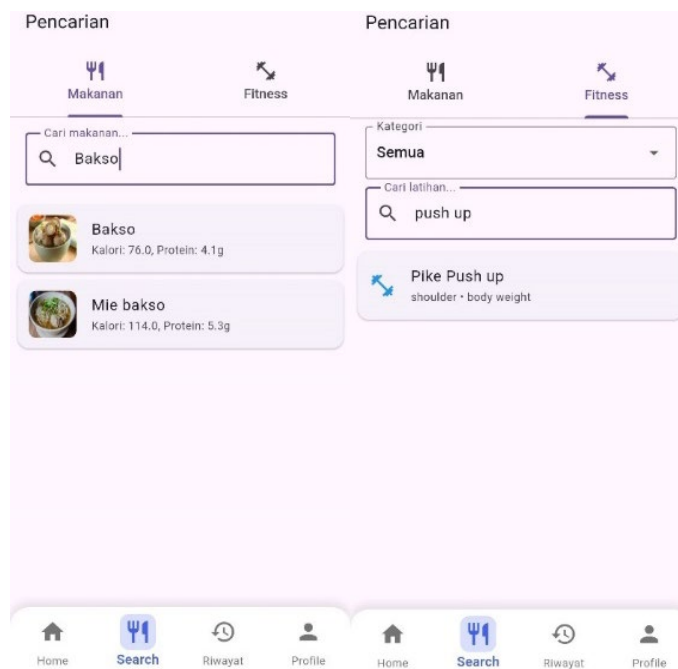 Pencarian
Makanan
Fitness
Cari makanan...
Bakso
Bakso
Kalori: 76.0, Protein: 4.1g
Mie bakso
Kalori: 114.0, Protein: 5.3g
Home
Search
Riwayat
Profile
Pencarian
Makanan
Fitness
Kategori
Semua
Cari latihan...
push up
Pike Push up
shoulder • body weight
Home
Search
Riwayat
Profile